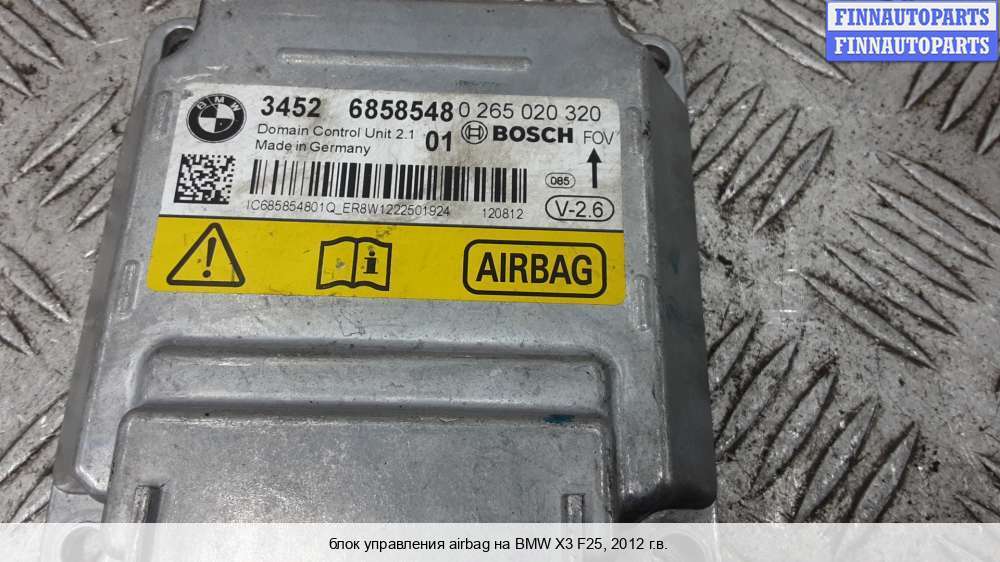 FINNAUTOPARTS
FINNAUTOPARTS
BMW
3452 6858548 0 265 020 320
Domain Control Unit 2.1 01 BOSCH FOV
Made in Germany
085
IC685854801Q_ER8W1222501924 120812 V-2.6
AIRBAG
блок управления airbag на BMW X3 F25, 2012 г.в.